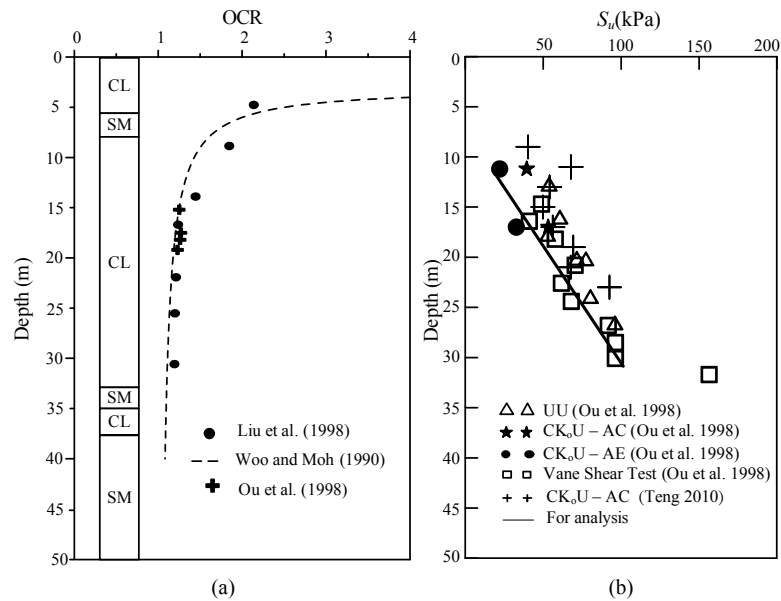 OCR
0 1 2 3 4
0
5
10
15
20
25
30
35
40
45
50
Depth (m)
CL
SM
CL
SM
CL
SM
Liu et al. (1998)
Woo and Moh (1990)
Ou et al. (1998)
(a)
Su(kPa)
50 100 150 200
0
5
10
15
20
25
30
35
40
45
50
Depth (m)
UU (Ou et al. 1998)
CKoU – AC (Ou et al. 1998)
CKoU – AE (Ou et al. 1998)
Vane Shear Test (Ou et al. 1998)
CKoU – AC (Teng 2010)
For analysis
(b)